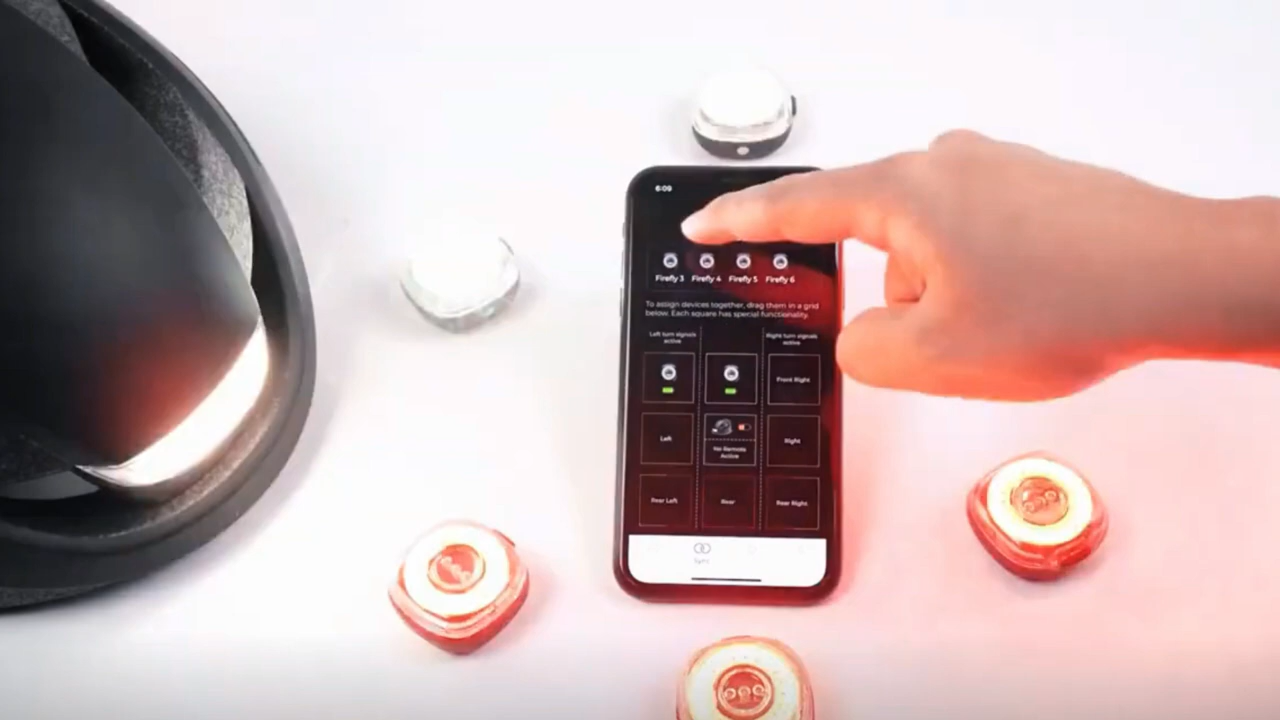 6:09
Firefly 3 Firefly 4 Firefly 5 Firefly 6
To assign devices together, drag them in a grid
below. Each square has special functionality.
Left turn signals
active
Right turn signals
active
Front Right
Left
No Remote
Active
Right
Rear Left
Rear
Rear Right
Sync